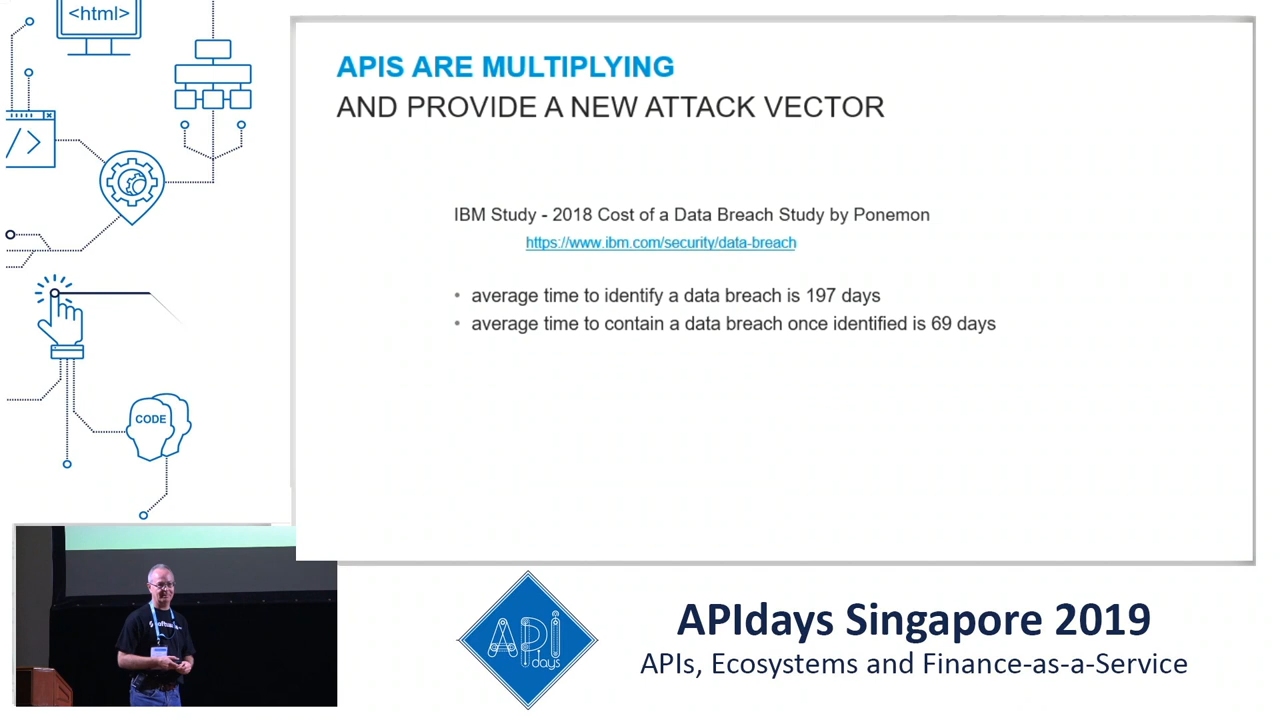 <html>
</>
CODE
APIS ARE MULTIPLYING
AND PROVIDE A NEW ATTACK VECTOR
IBM Study - 2018 Cost of a Data Breach Study by Ponemon
https://www.ibm.com/security/data-breach
• average time to identify a data breach is 197 days
• average time to contain a data breach once identified is 69 days
API
days
APIdays Singapore 2019
APIs, Ecosystems and Finance-as-a-Service